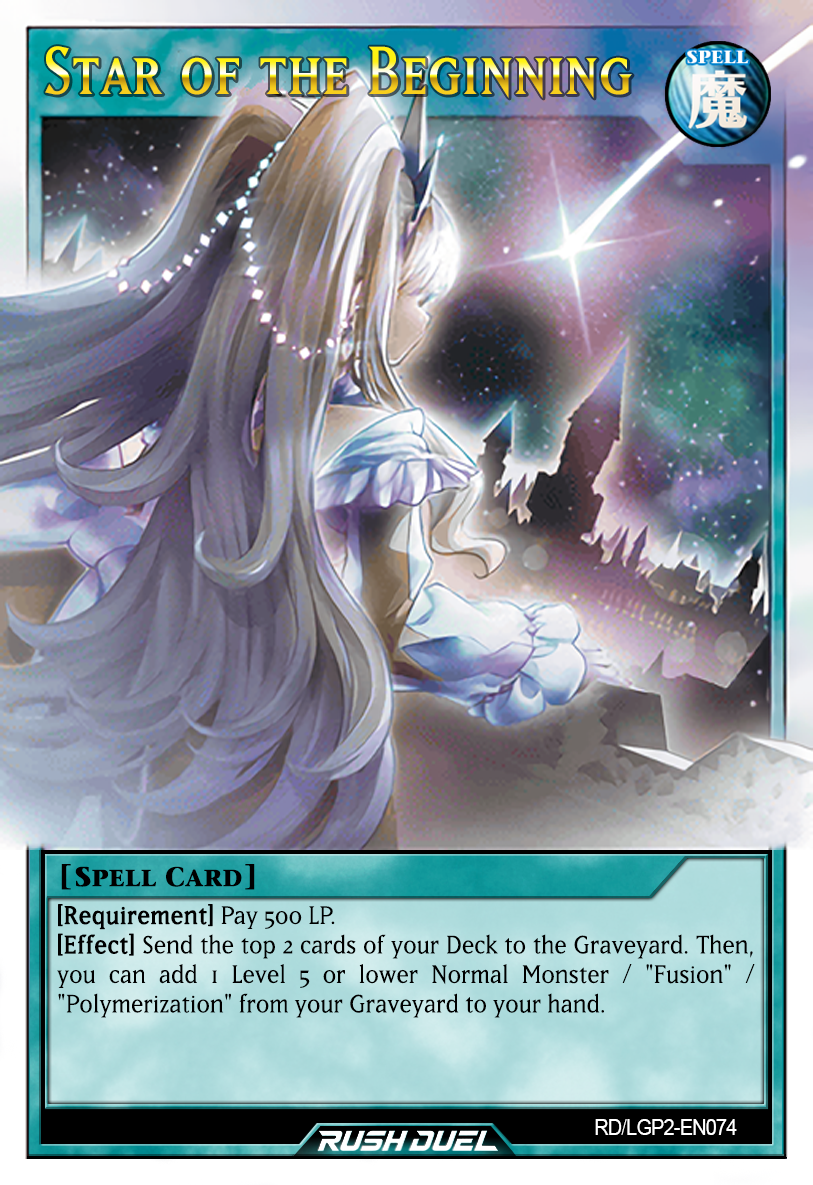 Star of the Beginning
SPELL
魔
[Spell Card]
[Requirement] Pay 500 LP.
[Effect] Send the top 2 cards of your Deck to the Graveyard. Then,
you can add 1 Level 5 or lower Normal Monster / "Fusion" /
"Polymerization" from your Graveyard to your hand.
RD/LGP2-EN074
RUSH DUEL